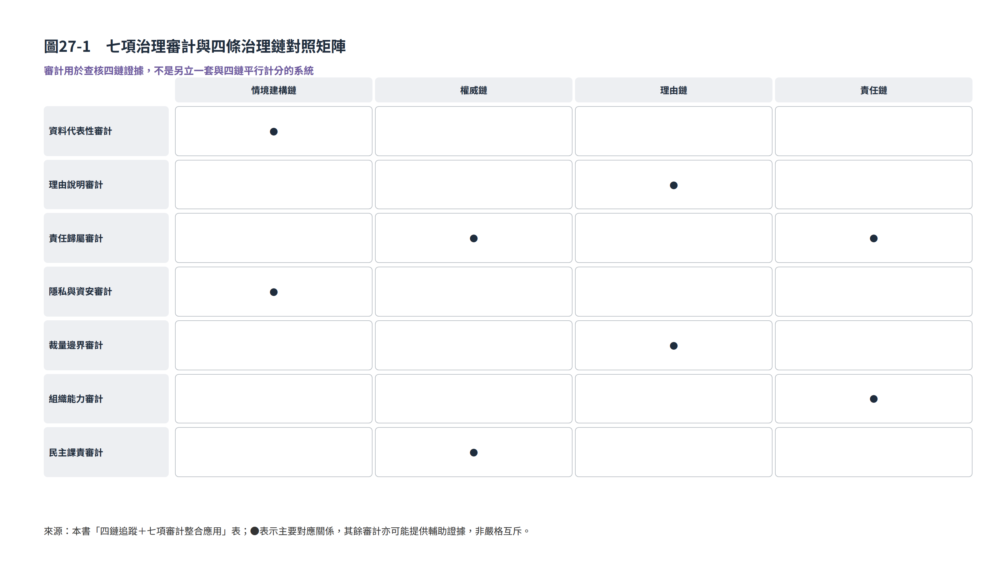 圖27-1　七項治理審計與四條治理鏈對照矩陣
審計用於查核四鏈證據，不是另立一套與四鏈平行計分的系統
情境建構鏈　權威鏈　理由鏈　責任鏈
資料代表性審計　●
理由說明審計　●
責任歸屬審計　●　●
隱私與資安審計　●
裁量邊界審計　●
組織能力審計　●
民主課責審計　●
來源：本書「四鏈追蹤＋七項審計整合應用」表；●表示主要對應關係，其餘審計亦可能提供輔助證據，非嚴格互斥。